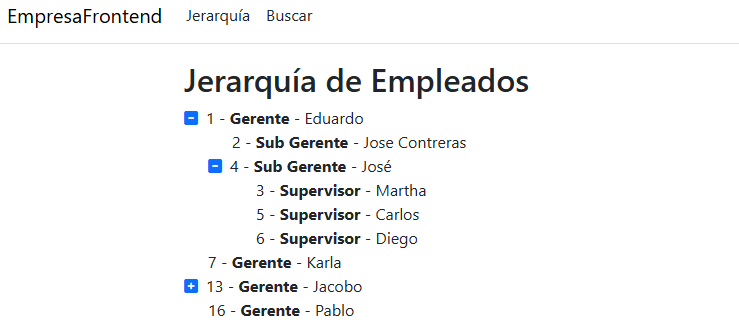 EmpresaFrontend Jerarquía Buscar
Jerarquía de Empleados
1 - Gerente - Eduardo
2 - Sub Gerente - Jose Contreras
4 - Sub Gerente - José
3 - Supervisor - Martha
5 - Supervisor - Carlos
6 - Supervisor - Diego
7 - Gerente - Karla
13 - Gerente - Jacobo
16 - Gerente - Pablo